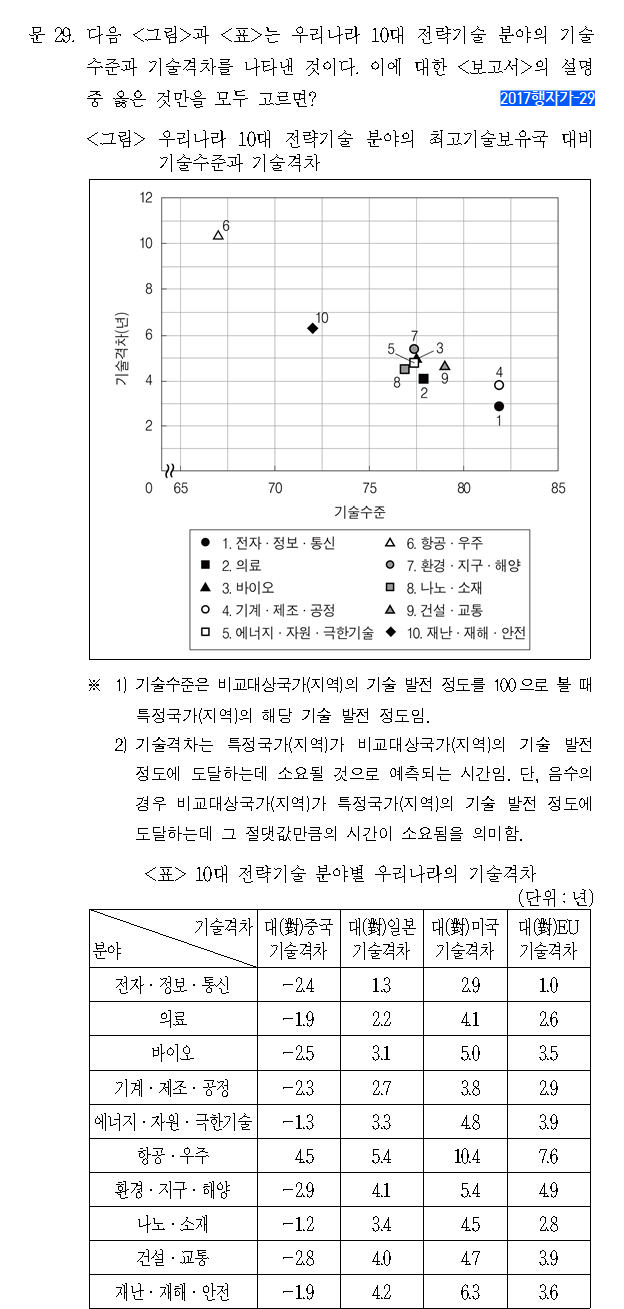 문 29. 다음 <그림>과 <표>는 우리나라 10대 전략기술 분야의 기술
수준과 기술격차를 나타낸 것이다. 이에 대한 <보고서>의 설명
중 옳은 것만을 모두 고르면?
2017행자기-29
<그림> 우리나라 10대 전략기술 분야의 최고기술보유국 대비
기술수준과 기술격차
12
10
8
6
4
2
0
기술격차(년)
6
10
7
5
3
8
2
9
4
1
65 70 75 80 85
기술수준
● 1. 전자 · 정보 · 통신 △ 6. 항공 · 우주
■ 2. 의료 ● 7. 환경 · 지구 · 해양
▲ 3. 바이오 ■ 8. 나노 · 소재
○ 4. 기계 · 제조 · 공정 ▲ 9. 건설 · 교통
□ 5. 에너지 · 자원 · 극한기술 ◆ 10. 재난 · 재해 · 안전
※ 1) 기술수준은 비교대상국가(지역)의 기술 발전 정도를 100으로 볼 때
특정국가(지역)의 해당 기술 발전 정도임.
2) 기술격차는 특정국가(지역)가 비교대상국가(지역)의 기술 발전
정도에 도달하는데 소요될 것으로 예측되는 시간임. 단, 음수의
경우 비교대상국가(지역)가 특정국가(지역)의 기술 발전 정도에
도달하는데 그 절댓값만큼의 시간이 소요됨을 의미함.
<표> 10대 전략기술 분야별 우리나라의 기술격차
(단위 : 년)
기술격차 대(對)중국 대(對)일본 대(對)미국 대(對)EU
분야 기술격차 기술격차 기술격차 기술격차
전자 · 정보 · 통신 -2.4 1.3 2.9 1.0
의료 -1.9 2.2 4.1 2.6
바이오 -2.5 3.1 5.0 3.5
기계 · 제조 · 공정 -2.3 2.7 3.8 2.9
에너지 · 자원 · 극한기술 -1.3 3.3 4.8 3.9
항공 · 우주 4.5 5.4 10.4 7.6
환경 · 지구 · 해양 -2.9 4.1 5.4 4.9
나노 · 소재 -1.2 3.4 4.5 2.8
건설 · 교통 -2.8 4.0 4.7 3.9
재난 · 재해 · 안전 -1.9 4.2 6.3 3.6